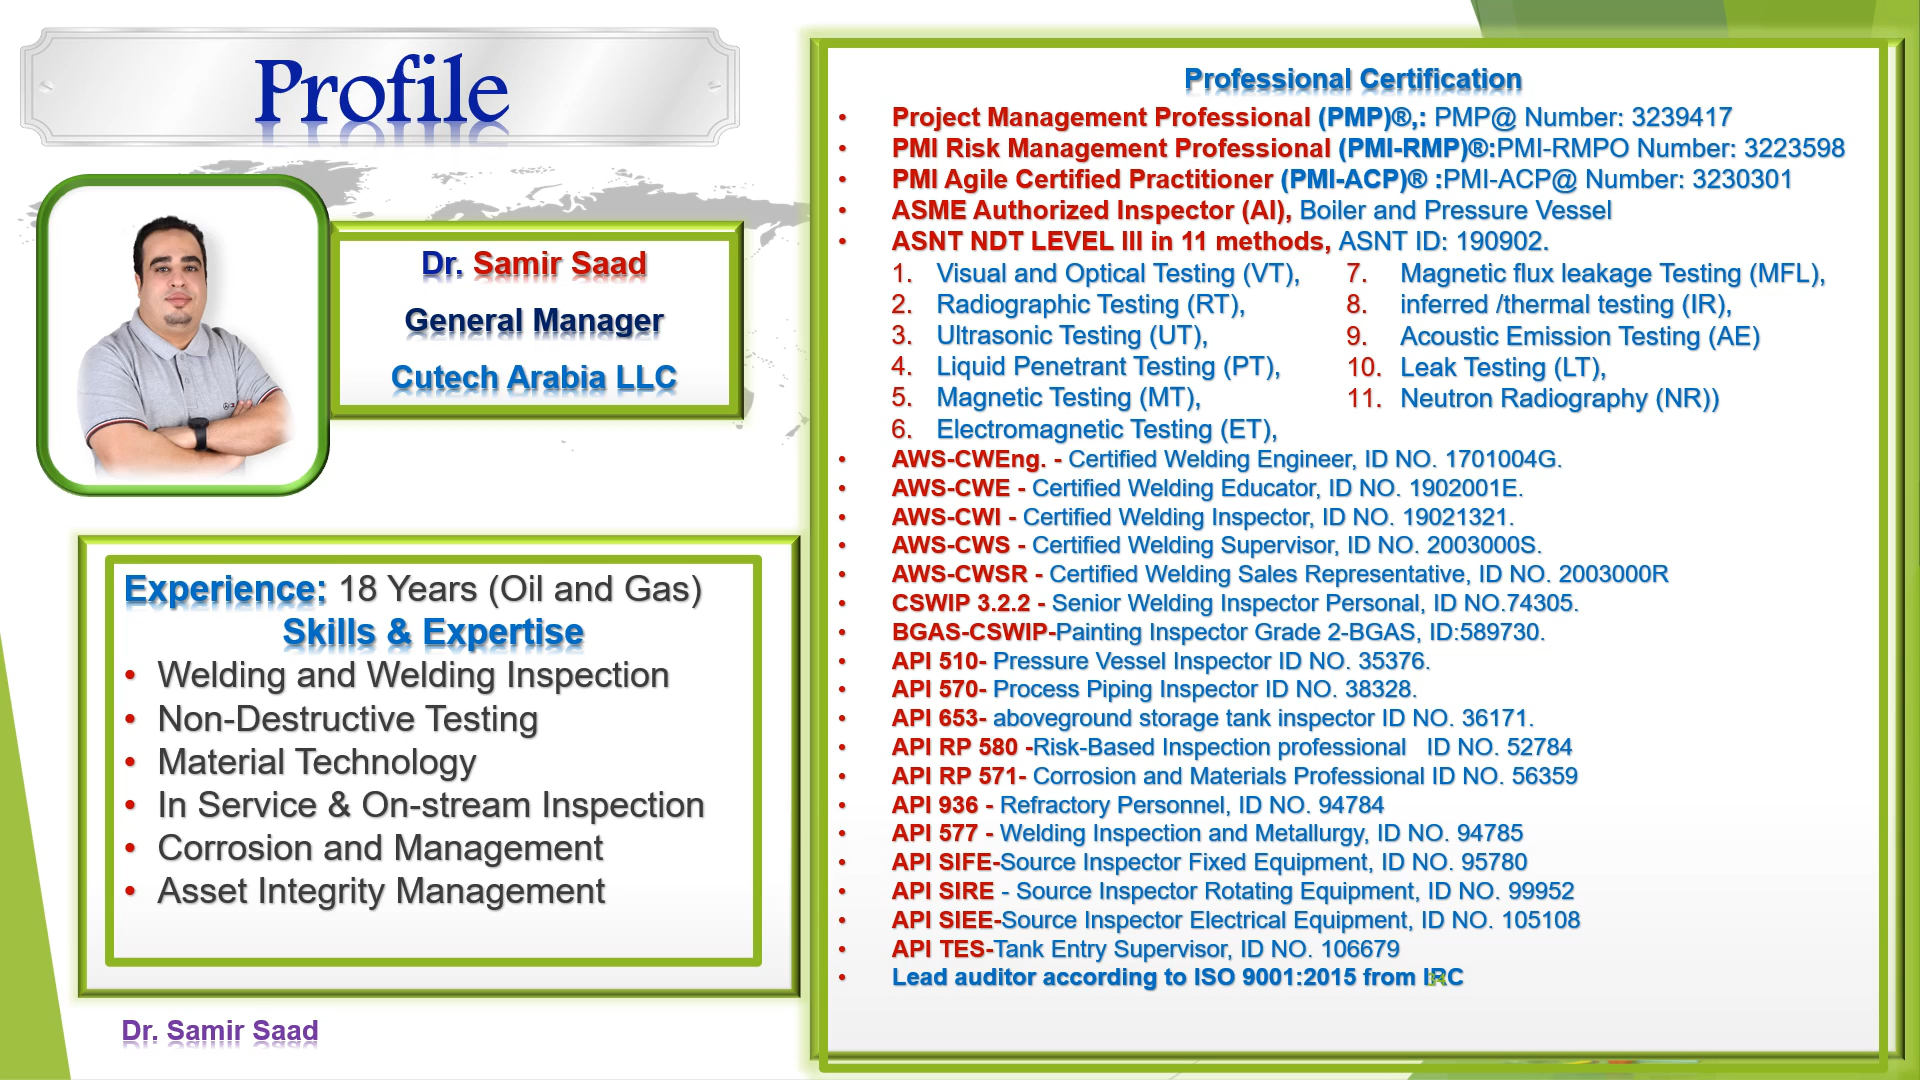 Profile
Dr. Samir Saad
General Manager
Cutech Arabia LLC
Experience: 18 Years (Oil and Gas)
Skills & Expertise
• Welding and Welding Inspection
• Non-Destructive Testing
• Material Technology
• In Service & On-stream Inspection
• Corrosion and Management
• Asset Integrity Management
Dr. Samir Saad
Professional Certification
• Project Management Professional (PMP)®,: PMP@ Number: 3239417
• PMI Risk Management Professional (PMI-RMP)®:PMI-RMPO Number: 3223598
• PMI Agile Certified Practitioner (PMI-ACP)® :PMI-ACP@ Number: 3230301
• ASME Authorized Inspector (AI), Boiler and Pressure Vessel
• ASNT NDT LEVEL III in 11 methods, ASNT ID: 190902.
1. Visual and Optical Testing (VT),
2. Radiographic Testing (RT),
3. Ultrasonic Testing (UT),
4. Liquid Penetrant Testing (PT),
5. Magnetic Testing (MT),
6. Electromagnetic Testing (ET),
7. Magnetic flux leakage Testing (MFL),
8. inferred /thermal testing (IR),
9. Acoustic Emission Testing (AE)
10. Leak Testing (LT),
11. Neutron Radiography (NR))
• AWS-CWEng. - Certified Welding Engineer, ID NO. 1701004G.
• AWS-CWE - Certified Welding Educator, ID NO. 1902001E.
• AWS-CWI - Certified Welding Inspector, ID NO. 19021321.
• AWS-CWS - Certified Welding Supervisor, ID NO. 2003000S.
• AWS-CWSR - Certified Welding Sales Representative, ID NO. 2003000R
• CSWIP 3.2.2 - Senior Welding Inspector Personal, ID NO.74305.
• BGAS-CSWIP-Painting Inspector Grade 2-BGAS, ID:589730.
• API 510- Pressure Vessel Inspector ID NO. 35376.
• API 570- Process Piping Inspector ID NO. 38328.
• API 653- aboveground storage tank inspector ID NO. 36171.
• API RP 580 -Risk-Based Inspection professional ID NO. 52784
• API RP 571- Corrosion and Materials Professional ID NO. 56359
• API 936 - Refractory Personnel, ID NO. 94784
• API 577 - Welding Inspection and Metallurgy, ID NO. 94785
• API SIFE-Source Inspector Fixed Equipment, ID NO. 95780
• API SIRE - Source Inspector Rotating Equipment, ID NO. 99952
• API SIEE-Source Inspector Electrical Equipment, ID NO. 105108
• API TES-Tank Entry Supervisor, ID NO. 106679
• Lead auditor according to ISO 9001:2015 from IRC